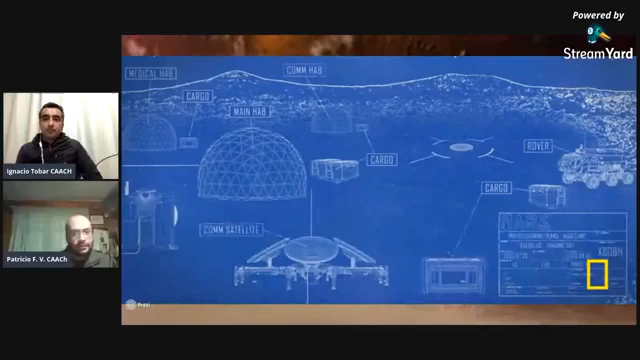 Powered by
StreamYard
MEDICAL HAB
COMM HAB
CARGO
MAIN HAB
CARGO
ROVER
CARGO
COMM SATELLITE
MARS
Ignacio Tobar CAACH
Patricio F. V. CAACh
Prezi